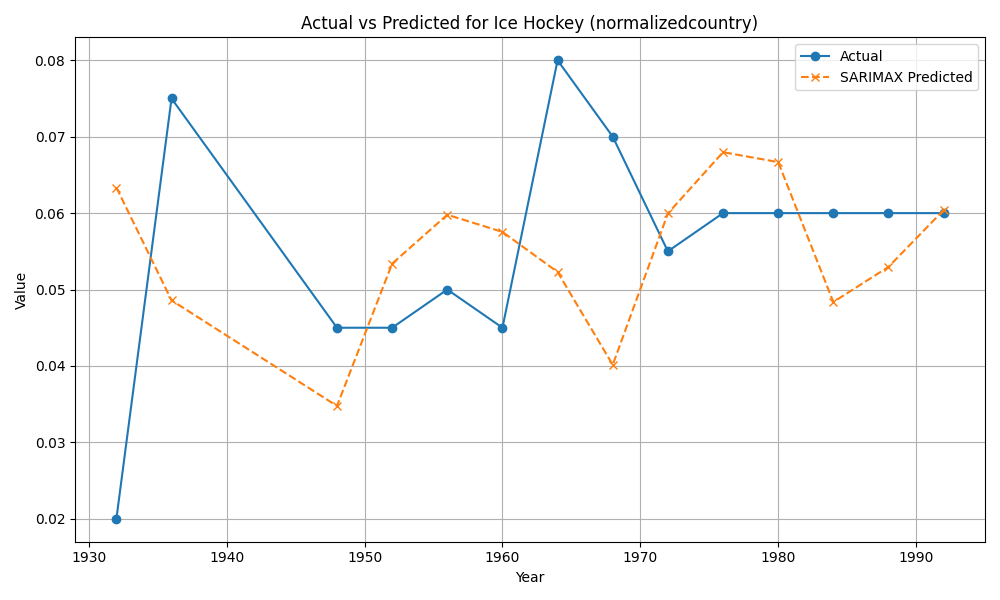 Actual vs Predicted for Ice Hockey (normalizedcountry)
Actual
SARIMAX Predicted
0.08
0.07
0.06
0.05
0.04
0.03
0.02
Value
1930 1940 1950 1960 1970 1980 1990
Year